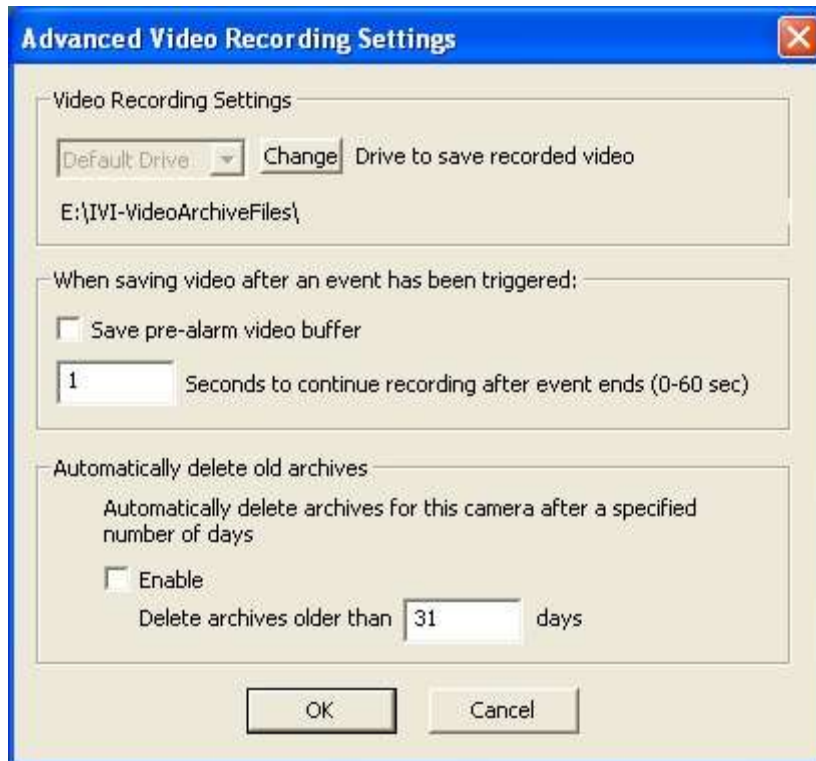 Advanced Video Recording Settings
Video Recording Settings
Default Drive Change Drive to save recorded video
E:\IVI-VideoArchiveFiles\
When saving video after an event has been triggered:
Save pre-alarm video buffer
1 Seconds to continue recording after event ends (0-60 sec)
Automatically delete old archives
Automatically delete archives for this camera after a specified
number of days
Enable
Delete archives older than 31 days
OK Cancel